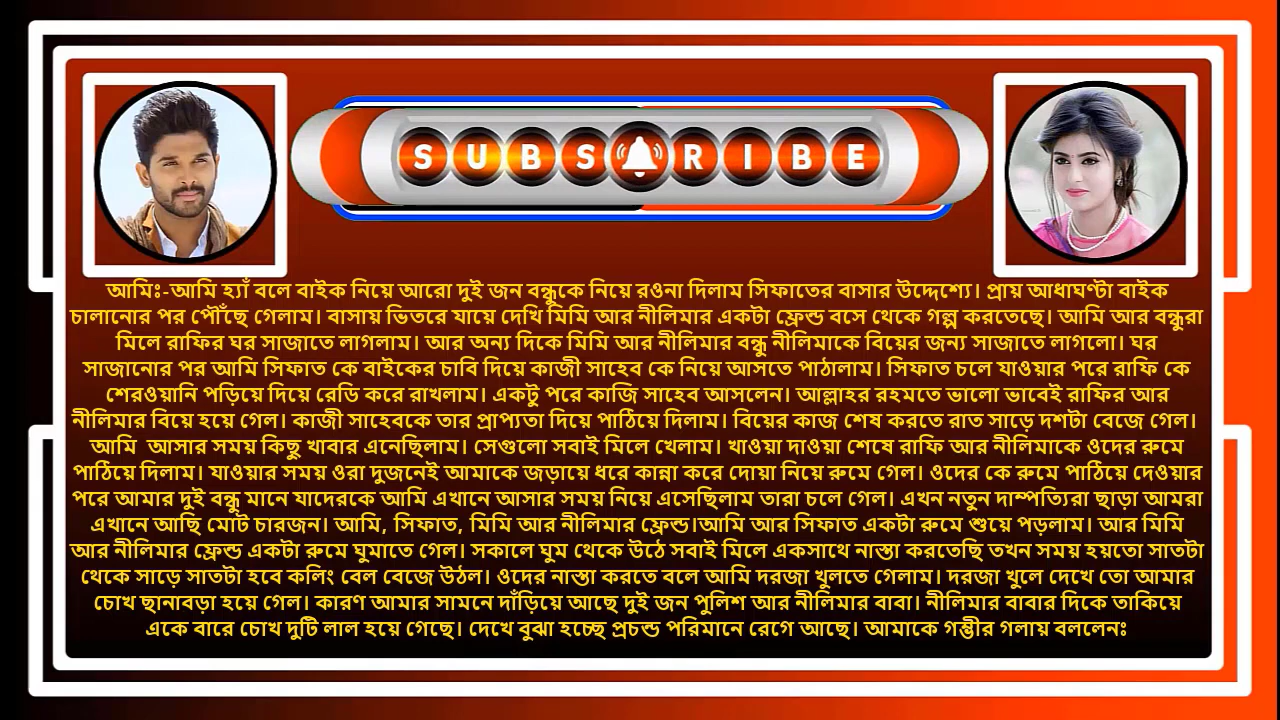 SUBSCRIBE
আমিঃ-আমি হ্যাঁ বলে বাইক নিয়ে আরো দুই জন বন্ধুকে নিয়ে রওনা দিলাম সিফাতের বাসার উদ্দেশ্যে। প্রায় আধাঘণ্টা বাইক
চালানোর পর পৌঁছে গেলাম। বাসায় ভিতরে যায়ে দেখি মিমি আর নীলিমার একটা ফ্রেন্ড বসে থেকে গল্প করতেছে। আমি আর বন্ধুরা
মিলে রাফির ঘর সাজাতে লাগলাম। আর অন্য দিকে মিমি আর নীলিমার বন্ধু নীলিমাকে বিয়ের জন্য সাজাতে লাগলো। ঘর
সাজানোর পর আমি সিফাত কে বাইকের চাবি দিয়ে কাজী সাহেব কে নিয়ে আসতে পাঠালাম। সিফাত চলে যাওয়ার পরে রাফি কে
শেরওয়ানি পড়িয়ে দিয়ে রেডি করে রাখলাম। একটু পরে কাজি সাহেব আসলেন। আল্লাহর রহমতে ভালো ভাবেই রাফির আর
নীলিমার বিয়ে হয়ে গেল। কাজী সাহেবকে তার প্রাপ্যতা দিয়ে পাঠিয়ে দিলাম। বিয়ের কাজ শেষ করতে রাত সাড়ে দশটা বেজে গেল।
আমি  আসার সময় কিছু খাবার এনেছিলাম। সেগুলো সবাই মিলে খেলাম। খাওয়া দাওয়া শেষে রাফি আর নীলিমাকে ওদের রুমে
পাঠিয়ে দিলাম। যাওয়ার সময় ওরা দুজনেই আমাকে জড়ায়ে ধরে কান্না করে দোয়া নিয়ে রুমে গেল। ওদের কে রুমে পাঠিয়ে দেওয়ার
পরে আমার দুই বন্ধু মানে যাদেরকে আমি এখানে আসার সময় নিয়ে এসেছিলাম তারা চলে গেল। এখন নতুন দাম্পত্যিরা ছাড়া আমরা
এখানে আছি মোট চারজন। আমি, সিফাত, মিমি আর নীলিমার ফ্রেন্ড।আমি আর সিফাত একটা রুমে শুয়ে পড়লাম। আর মিমি
আর নীলিমার ফ্রেন্ড একটা রুমে ঘুমাতে গেল। সকালে ঘুম থেকে উঠে সবাই মিলে একসাথে নাস্তা করতেছি তখন সময় হয়তো সাতটা
থেকে সাড়ে সাতটা হবে কলিং বেল বেজে উঠল। ওদের নাস্তা করতে বলে আমি দরজা খুলতে গেলাম। দরজা খুলে দেখে তো আমার
চোখ ছানাবড়া হয়ে গেল। কারণ আমার সামনে দাঁড়িয়ে আছে দুই জন পুলিশ আর নীলিমার বাবা। নীলিমার বাবার দিকে তাকিয়ে
একে বারে চোখ দুটি লাল হয়ে গেছে। দেখে বুঝা হচ্ছে প্রচন্ড পরিমানে রেগে আছে। আমাকে গম্ভীর গলায় বললেনঃ